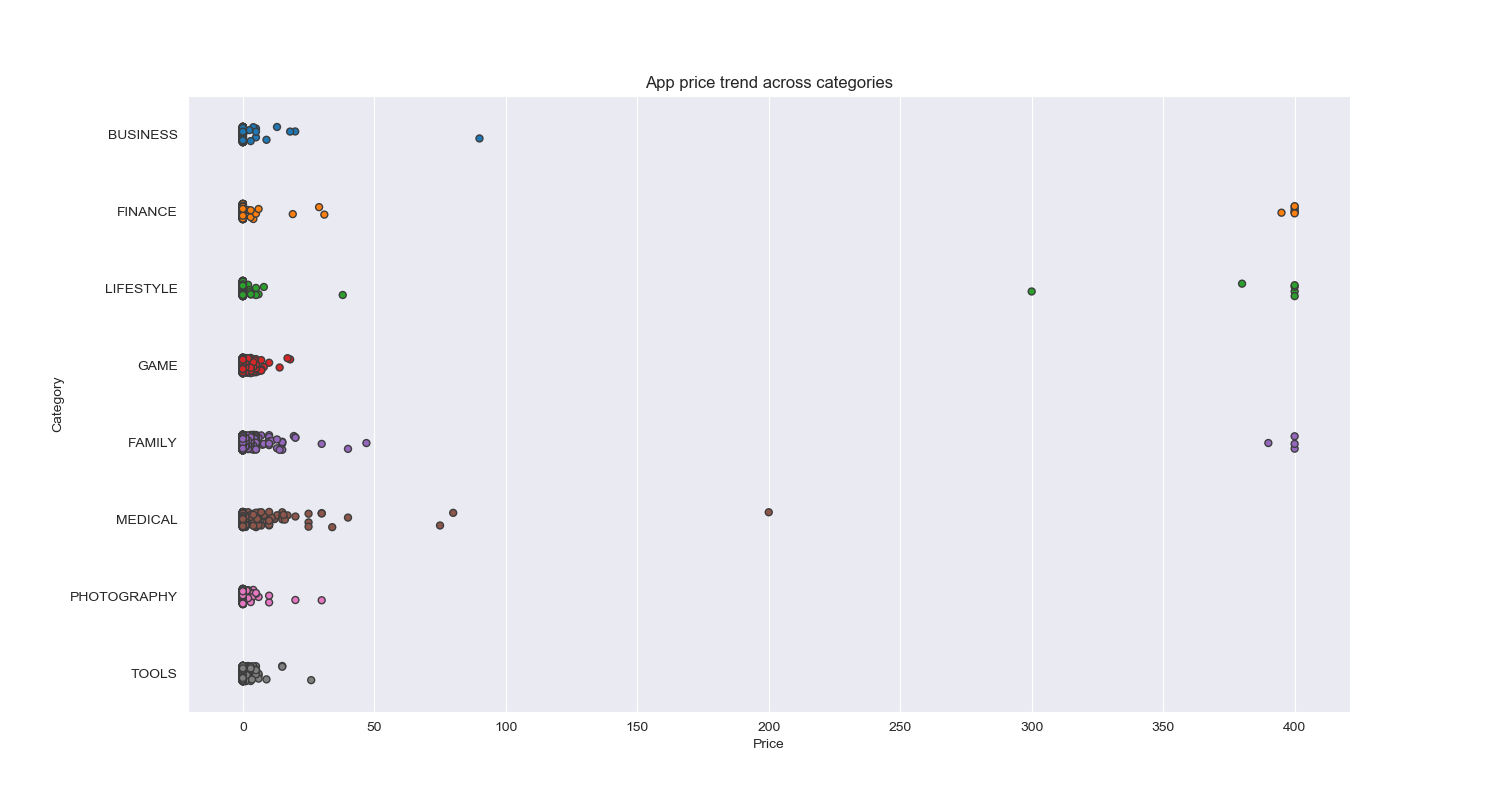 App price trend across categories
BUSINESS
FINANCE
LIFESTYLE
GAME
FAMILY
MEDICAL
PHOTOGRAPHY
TOOLS
Category
0 50 100 150 200 250 300 350 400
Price